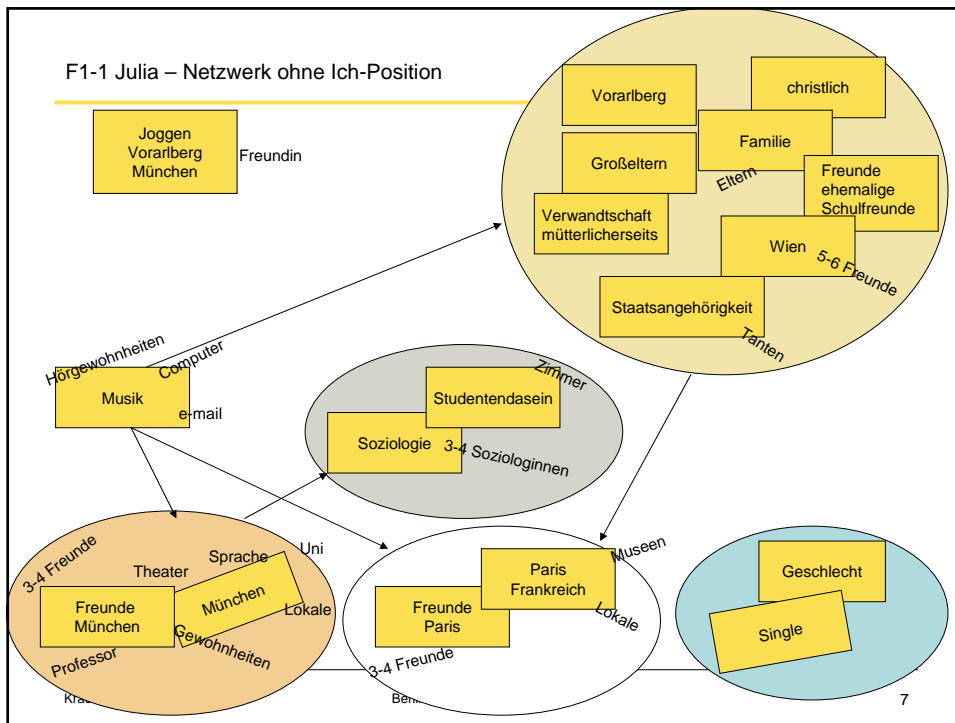 F1-1 Julia – Netzwerk ohne Ich-Position
Joggen
Vorarlberg
München
Freundin
Vorarlberg
christlich
Großeltern
Familie
Eltern
Freunde
ehemalige
Schulfreunde
Verwandtschaft
mütterlicherseits
Wien
5-6 Freunde
Staatsangehörigkeit
Tanten
Hörgewohnheiten
Computer
Musik
e-mail
Zimmer
Studentendasein
Soziologie
3-4 Soziologinnen
3-4 Freunde
Theater
Sprache
Uni
Freunde
München
München
Lokale
Gewohnheiten
Professor
Museen
Paris
Frankreich
Lokale
Freunde
Paris
3-4 Freunde
Geschlecht
Single
7